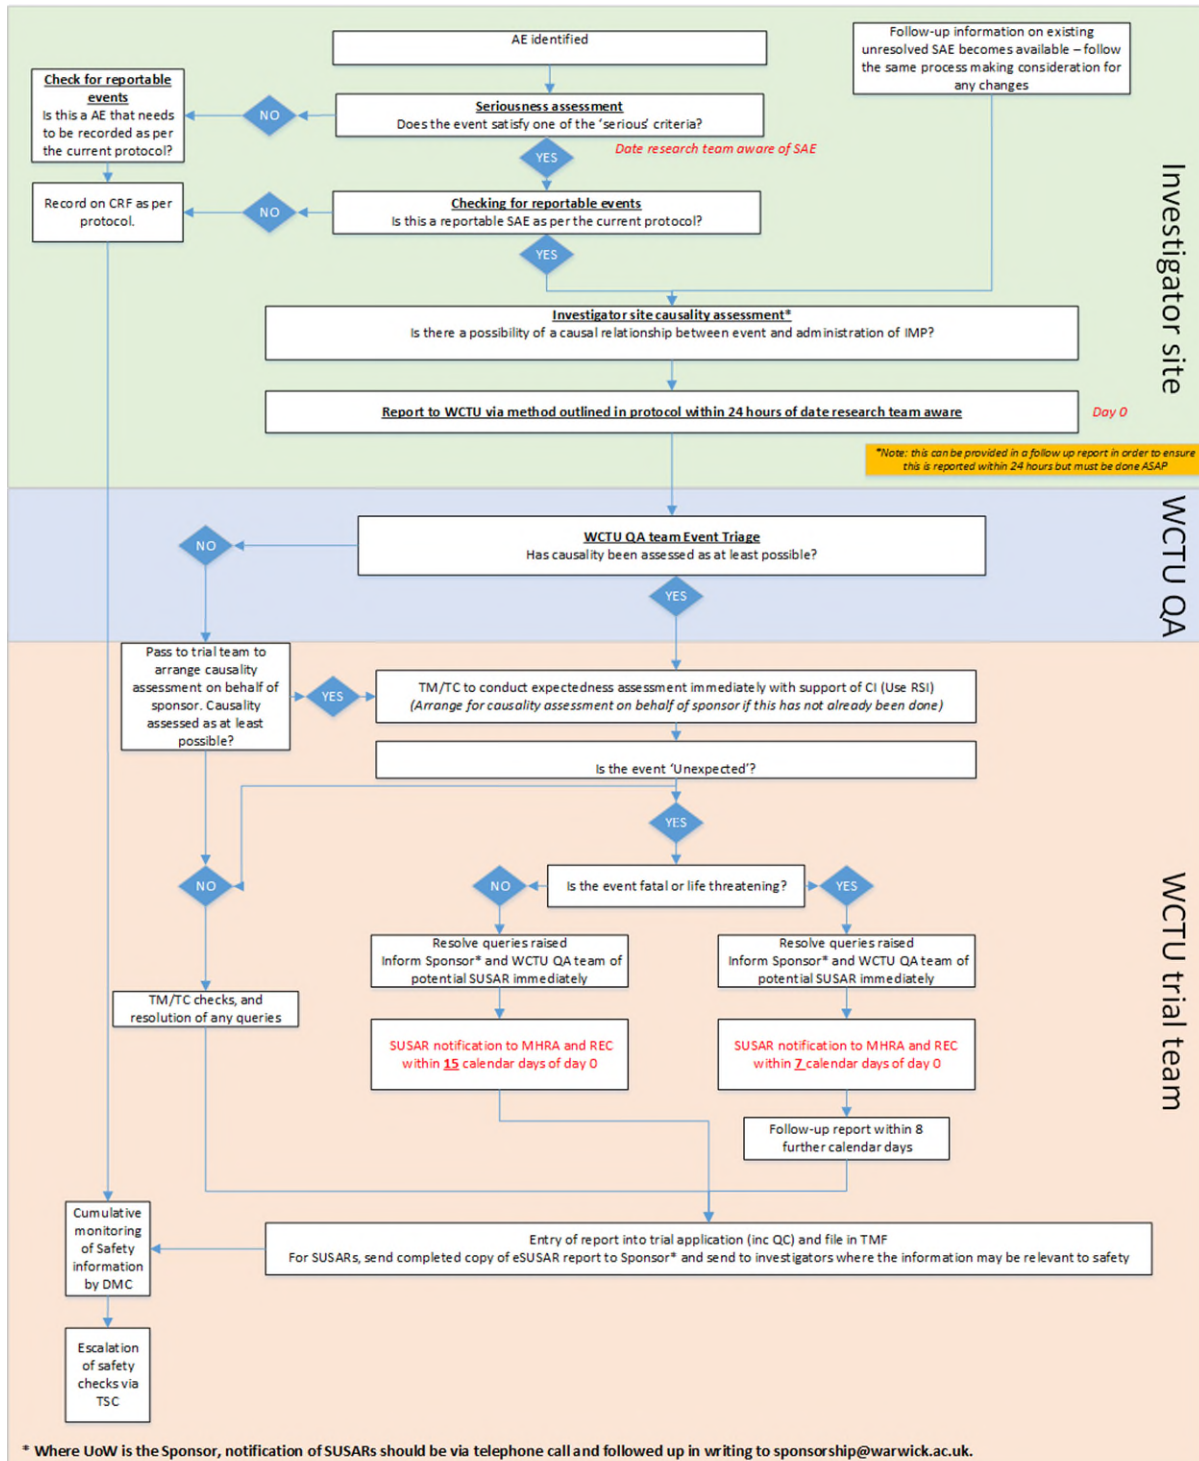 AE identified
Follow-up information on existing
unresolved SAE becomes available – follow
the same process making consideration for
any changes
Check for reportable
events
Is this a AE that needs
to be recorded as per
the current protocol?
NO
Seriousness assessment
Does the event satisfy one of the 'serious' criteria?
YES
Date research team aware of SAE
Record on CRF as per
protocol.
NO
Checking for reportable events
Is this a reportable SAE as per the current protocol?
YES
Investigator site
Investigator site causality assessment*
Is there a possibility of a causal relationship between event and administration of IMP?
Report to WCTU via method outlined in protocol within 24 hours of date research team aware
Day 0
*Note: this can be provided in a follow up report in order to ensure
this is reported within 24 hours but must be done ASAP
WCTU QA
NO
WCTU QA team Event Triage
Has causality been assessed as at least possible?
YES
Pass to trial team to
arrange causality
assessment on behalf of
sponsor. Causality
assessed as at least
possible?
YES
TM/TC to conduct expectedness assessment immediately with support of CI (Use RSI)
(Arrange for causality assessment on behalf of sponsor if this has not already been done)
Is the event 'Unexpected'?
YES
NO
NO
Is the event fatal or life threatening?
YES
WCTU trial team
Resolve queries raised
Inform Sponsor* and WCTU QA team of
potential SUSAR immediately
Resolve queries raised
Inform Sponsor* and WCTU QA team of
potential SUSAR immediately
TM/TC checks, and
resolution of any queries
SUSAR notification to MHRA and REC
within 15 calendar days of day 0
SUSAR notification to MHRA and REC
within 7 calendar days of day 0
Follow-up report within 8
further calendar days
Cumulative
monitoring
of Safety
information
by DMC
Entry of report into trial application (inc QC) and file in TMF
For SUSARs, send completed copy of eSUSAR report to Sponsor* and send to investigators where the information may be relevant to safety
Escalation
of safety
checks via
TSC
* Where UoW is the Sponsor, notification of SUSARs should be via telephone call and followed up in writing to sponsorship@warwick.ac.uk.